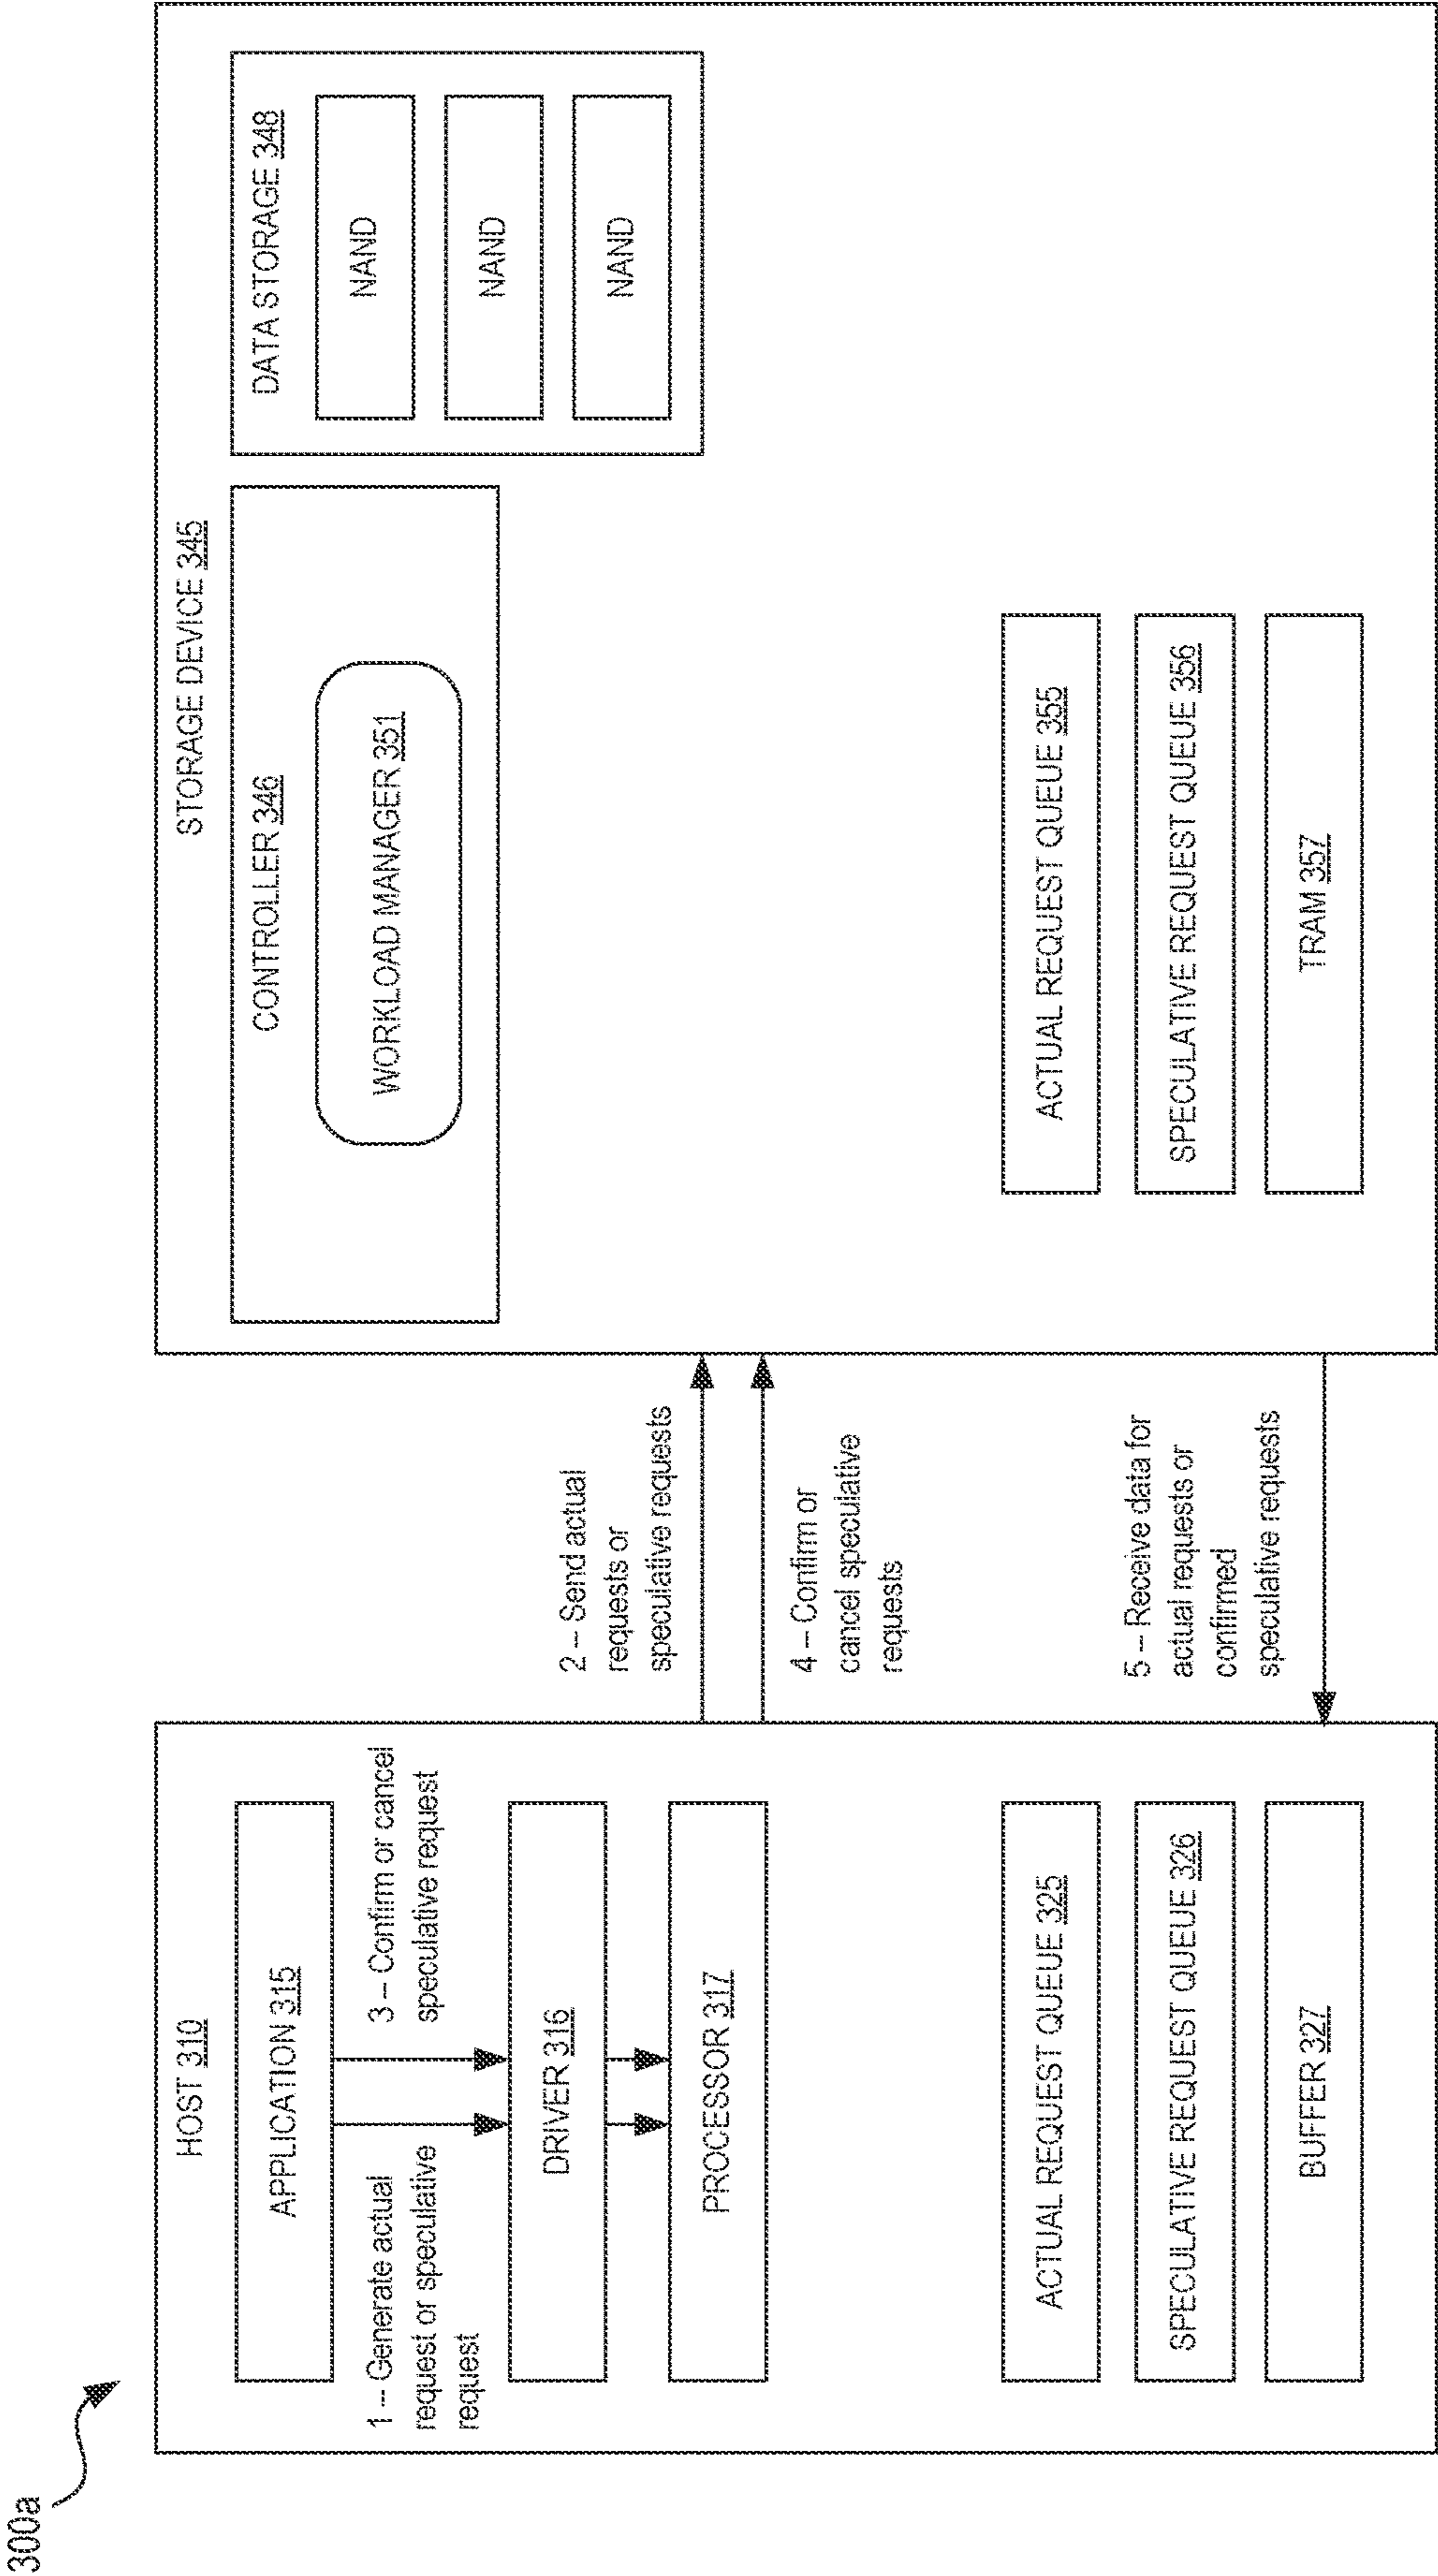 300a
HOST 310
APPLICATION 315
1 – Generate actual
request or speculative
request
3 – Confirm or cancel
speculative request
DRIVER 316
PROCESSOR 317
ACTUAL REQUEST QUEUE 325
SPECULATIVE REQUEST QUEUE 326
BUFFER 327
2 – Send actual
requests or
speculative requests
4 – Confirm or
cancel speculative
requests
5 – Receive data for
actual requests or
confirmed
speculative requests
STORAGE DEVICE 345
CONTROLLER 346
WORKLOAD MANAGER 351
DATA STORAGE 348
NAND
NAND
NAND
ACTUAL REQUEST QUEUE 355
SPECULATIVE REQUEST QUEUE 356
TRAM 357